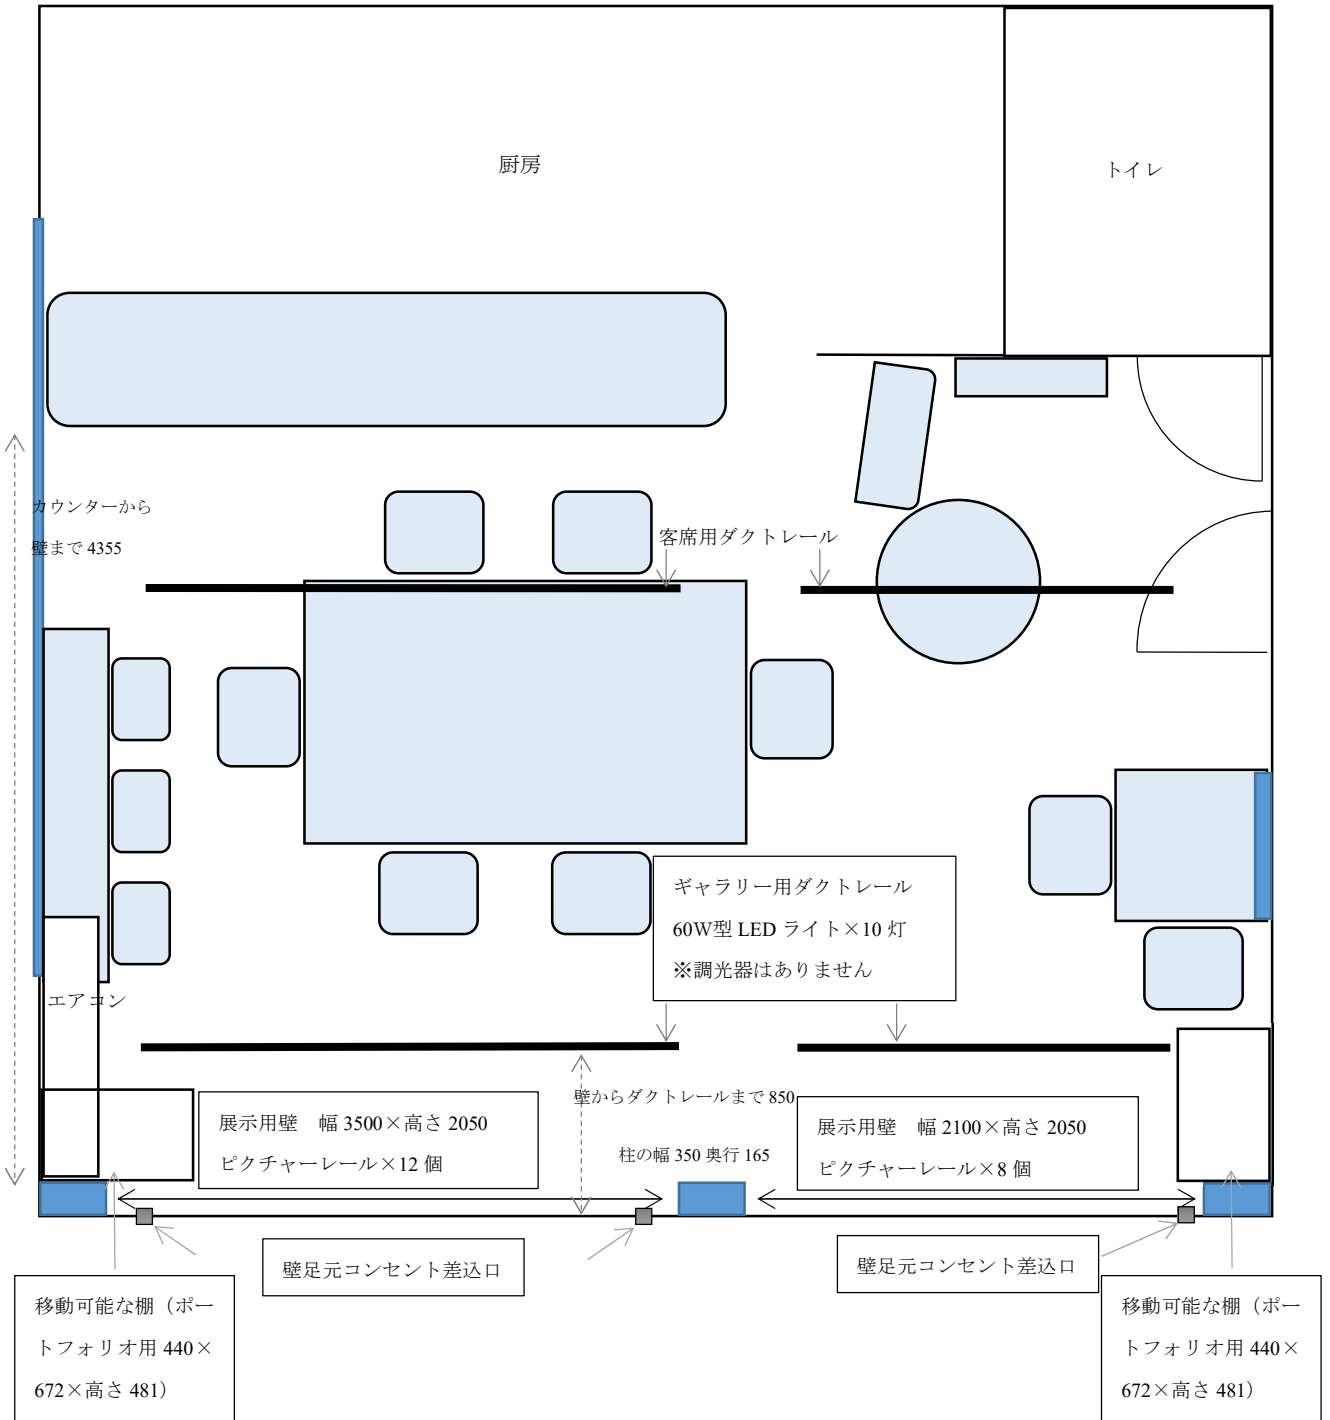 厨房
トイレ
カウンターから
壁まで 4355
客席用ダクトレール
ギャラリー用ダクトレール
60W型 LED ライト×10 灯
※調光器はありません
エアコン
壁からダクトレールまで 850
展示用壁　幅 3500×高さ 2050
ピクチャーレール×12 個
柱の幅 350 奥行 165
展示用壁　幅 2100×高さ 2050
ピクチャーレール×8 個
壁足元コンセント差込口
壁足元コンセント差込口
移動可能な棚（ポー
トフォリオ用 440×
672×高さ 481）
移動可能な棚（ポー
トフォリオ用 440×
672×高さ 481）